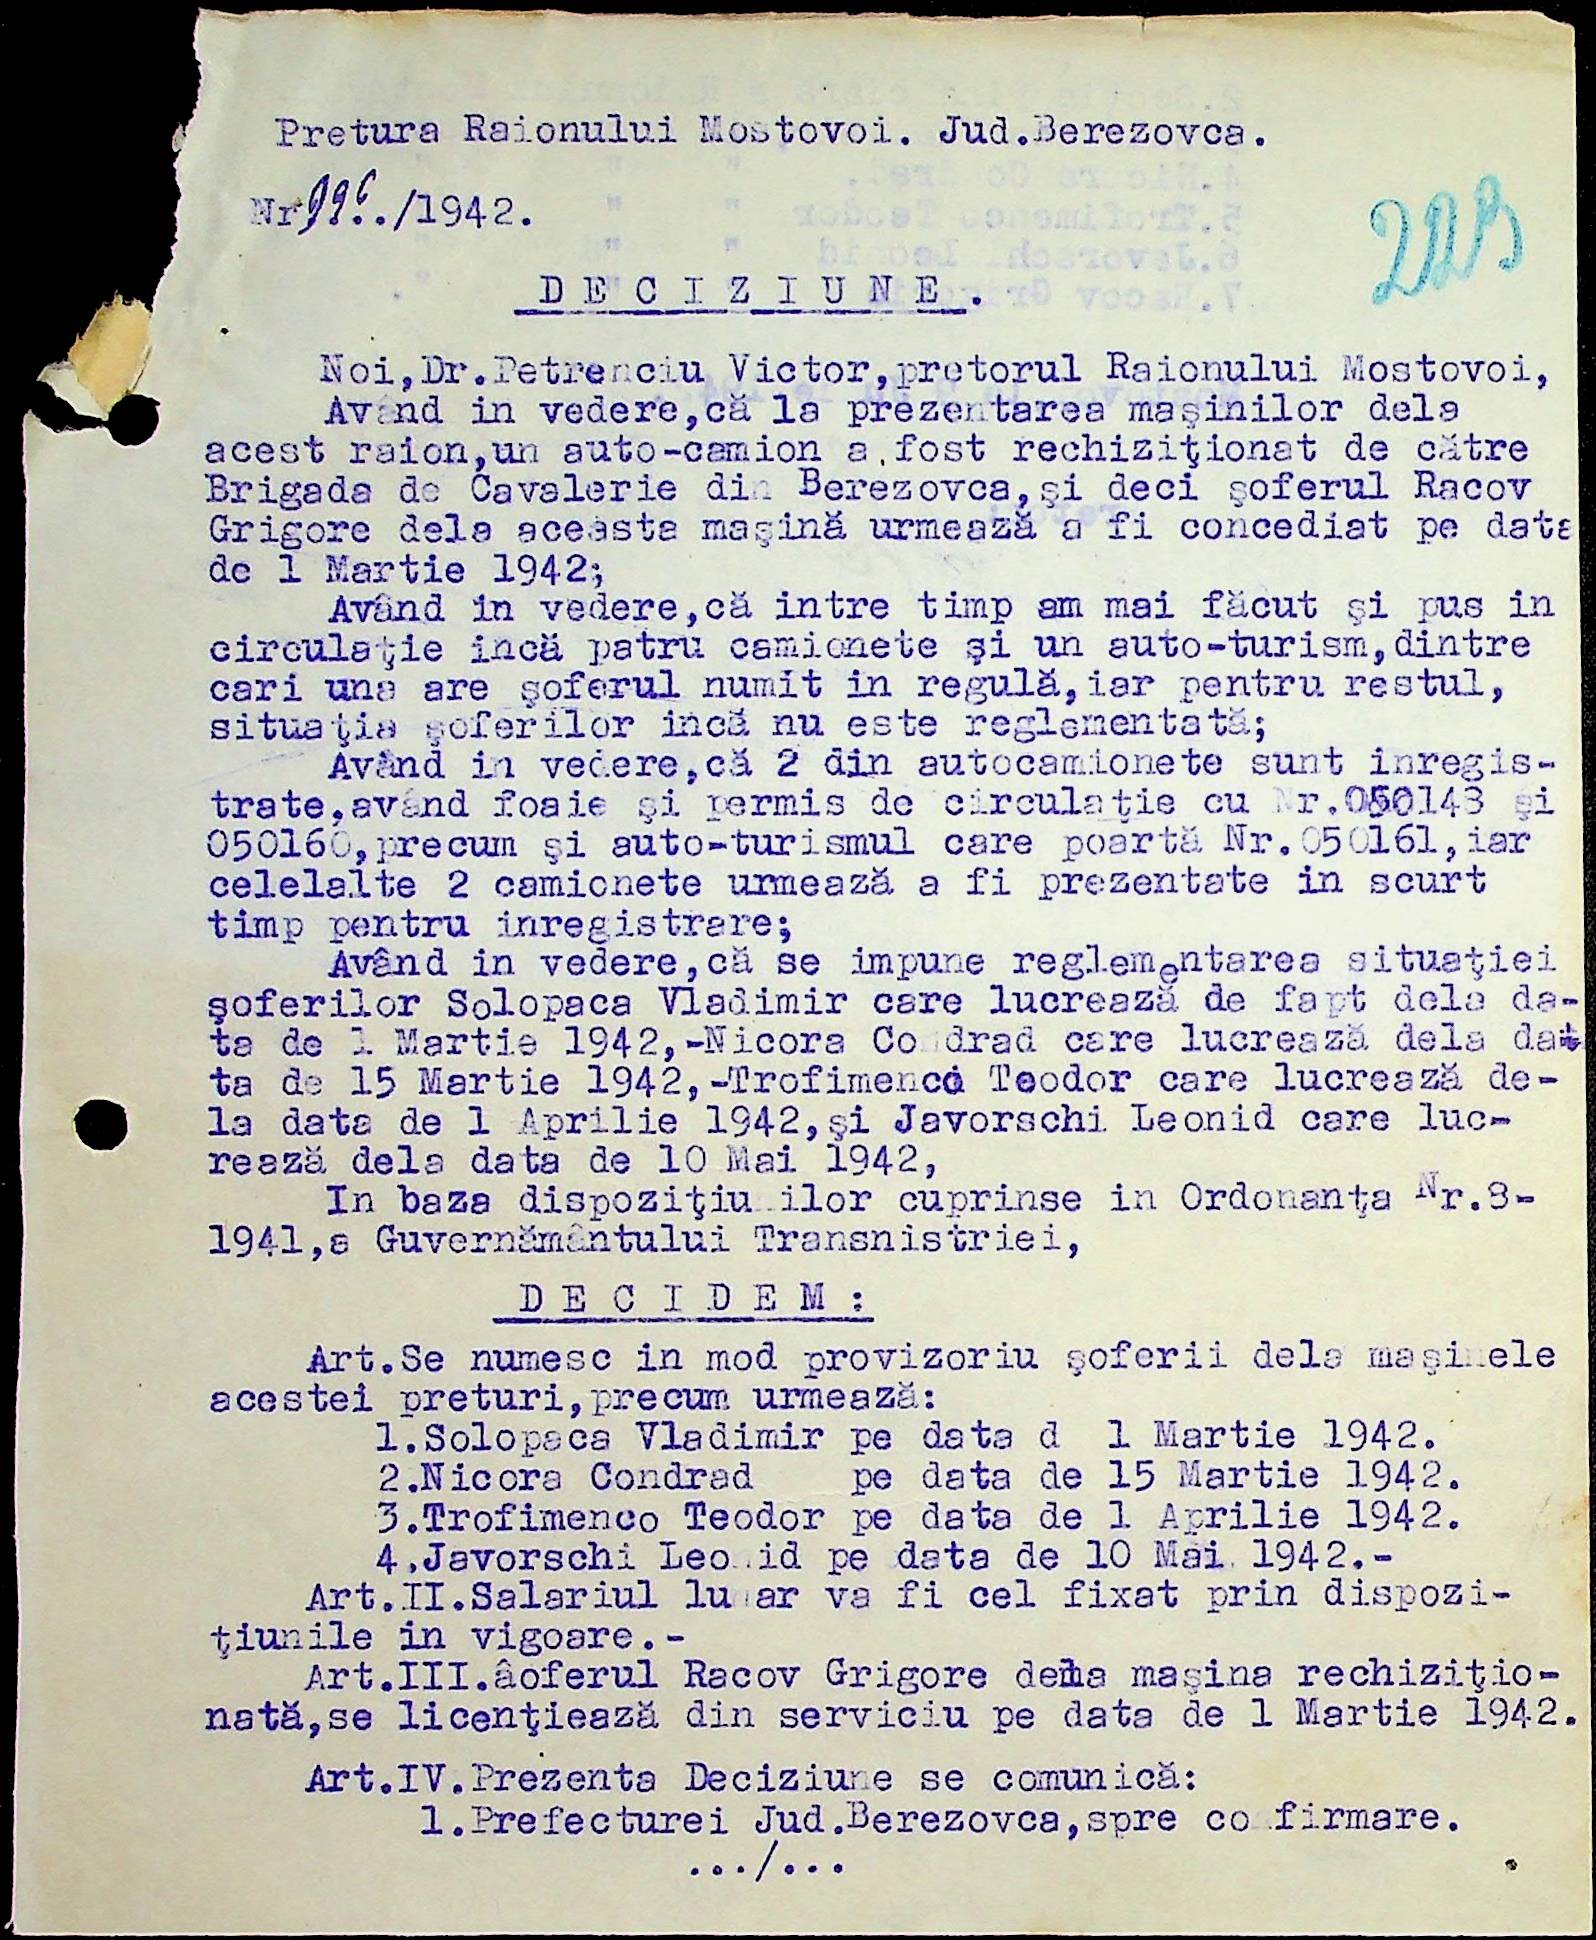 Pretura Raionului Mostovoi. Jud.Berezovca.
Nr996../1942.
223
D E C I Z I U N E .
Noi,Dr.Petrenciu Victor,pretorul Raionului Mostovoi,
Având in vedere,că la prezentarea maşinilor dela
acest raion,un auto-camion a fost rechiziţionat de către
Brigada de Cavalerie din Berezovca,şi deci şoferul Racov
Grigore dela aceasta maşină urmează a fi concediat pe data
de 1 Martie 1942;
Având in vedere,că intre timp am mai făcut şi pus in
circulaţie incă patru camionete şi un auto-turism,dintre
cari una are şoferul numit in regulă,iar pentru restul,
situaţia şoferilor incă nu este reglementată;
Având in vedere,că 2 din autocamionete sunt inregis-
trate,având foaie şi permis de circulaţie cu Nr.050148 şi
050160,precum şi auto-turismul care poartă Nr.050161,iar
celelalte 2 camionete urmează a fi prezentate in scurt
timp pentru inregistrare;
Având in vedere,că se impune reglementarea situaţiei
şoferilor Solopaca Vladimir care lucrează de fapt dela da-
ta de 1 Martie 1942,-Nicora Condrad care lucrează dela dat
ta de 15 Martie 1942,-Trofimenco Teodor care lucrează de-
la data de 1 Aprilie 1942,şi Javorschi Leonid care luc-
rează dela data de 10 Mai 1942,
In baza dispoziţiunilor cuprinse in Ordonanţa Nr.8-
1941,a Guvernământului Transnistriei,
D E C I D E M :
Art.Se numesc in mod provizoriu şoferii dela maşinele
acestei preturi,precum urmează:
1.Solopaca Vladimir pe data d 1 Martie 1942.
2.Nicora Condrad pe data de 15 Martie 1942.
3.Trofimenco Teodor pe data de 1 Aprilie 1942.
4.Javorschi Leonid pe data de 10 Mai 1942.-
Art.II.Salariul lunar va fi cel fixat prin dispozi-
ţiunile in vigoare.-
Art.III.âoferul Racov Grigore dela maşina rechiziţio-
nată,se licenţiează din serviciu pe data de 1 Martie 1942.
Art.IV.Prezenta Deciziune se comunică:
1.Prefecturei Jud.Berezovca,spre confirmare.
.../...